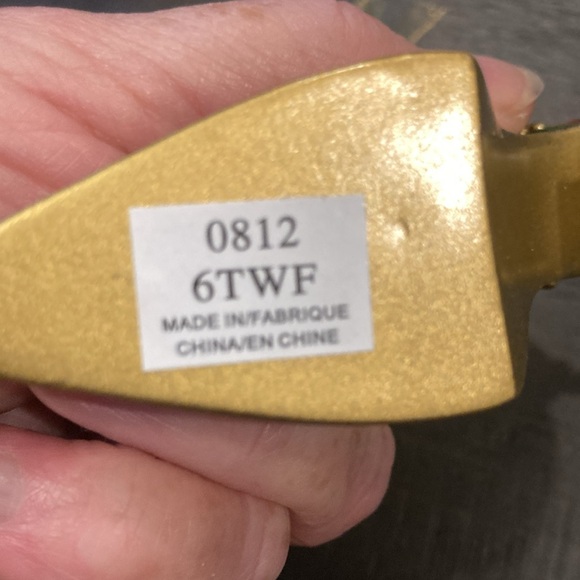 0812
6TWF
MADE IN/FABRIQUE
CHINA/EN CHINE